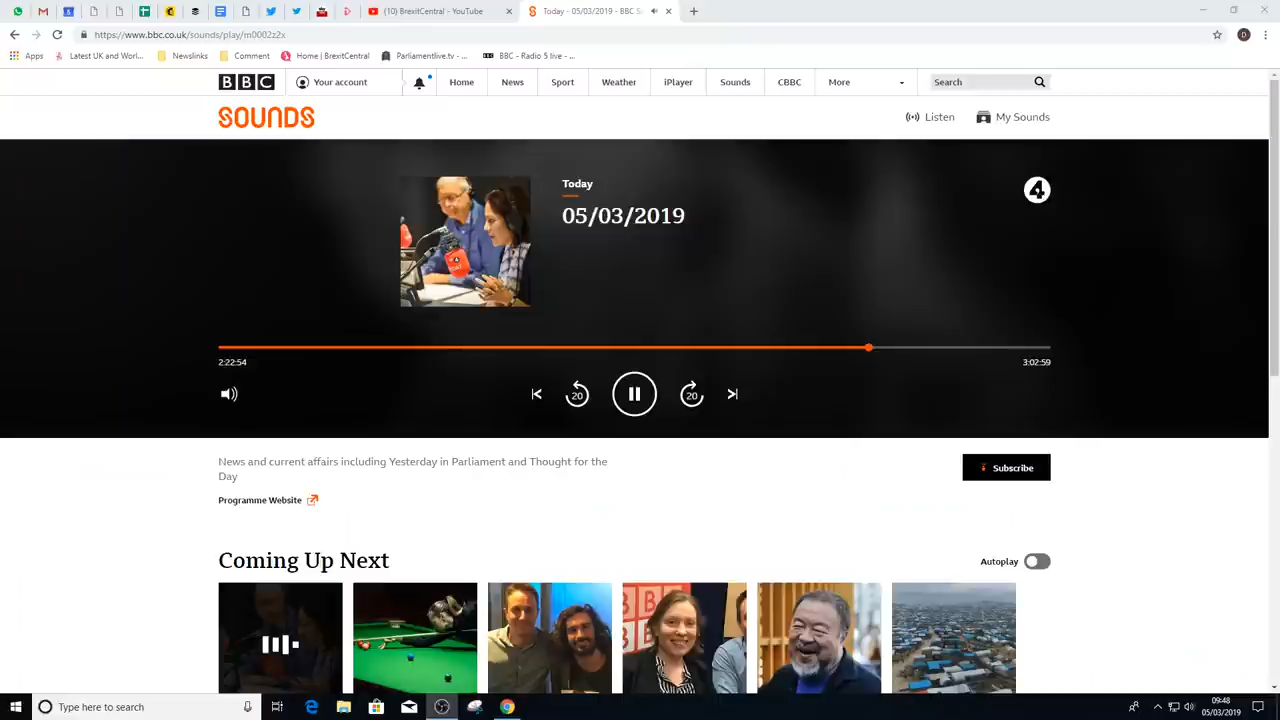 (10) BrexitCentral - YouTube
Today - 05/03/2019 - BBC S
https://www.bbc.co.uk/sounds/play/m0002z2x
D
Apps
Latest UK and Worl...
Newslinks
Comment
Home | BrexitCentral
Parliamentlive.tv - ...
BBC - Radio 5 live - ...
BBC
Your account
Home
News
Sport
Weather
iPlayer
Sounds
CBBC
More
Search
SOUNDS
Listen
My Sounds
Today
4
05/03/2019
2:22:54
3:02:59
20
20
News and current affairs including Yesterday in Parliament and Thought for the
Day
Subscribe
Programme Website
Coming Up Next
Autoplay
Type here to search
09:48
05/03/2019